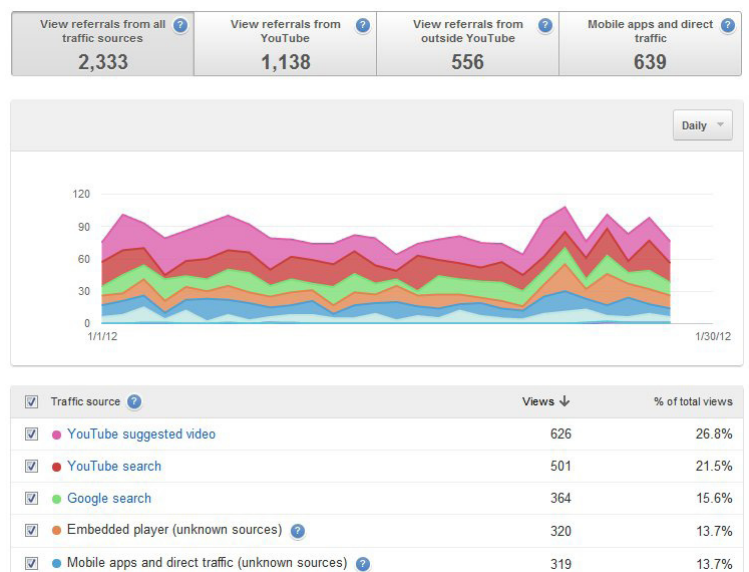 View referrals from all ?
traffic sources
2,333
View referrals from ?
YouTube
1,138
View referrals from ?
outside YouTube
556
Mobile apps and direct ?
traffic
639
Daily
120
90
60
30
0
1/1/12 1/30/12
Traffic source ? Views ↓ % of total views
YouTube suggested video 626 26.8%
YouTube search 501 21.5%
Google search 364 15.6%
Embedded player (unknown sources) ? 320 13.7%
Mobile apps and direct traffic (unknown sources) ? 319 13.7%